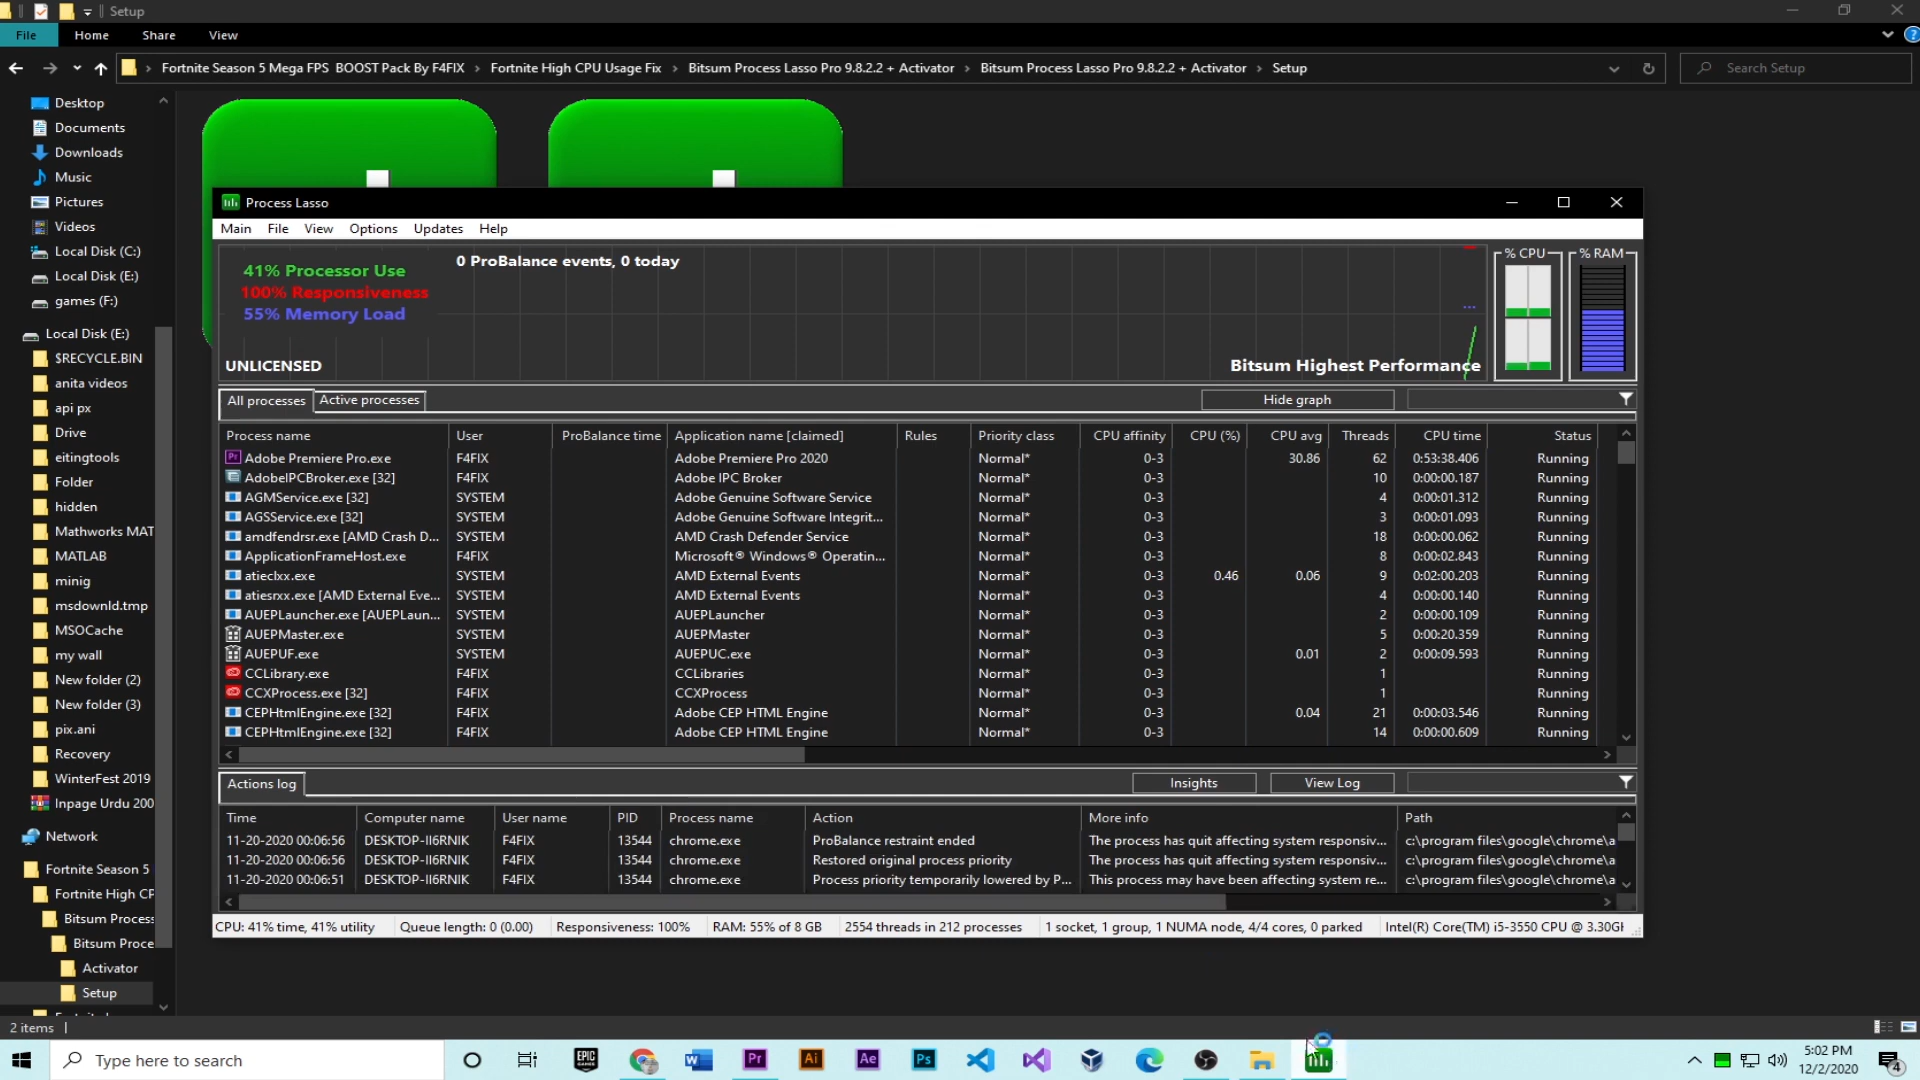 Setup
File Home Share View
Fortnite Season 5 Mega FPS BOOST Pack By F4FIX › Fortnite High CPU Usage Fix › Bitsum Process Lasso Pro 9.8.2.2 + Activator › Bitsum Process Lasso Pro 9.8.2.2 + Activator › Setup
Search Setup
Desktop
Documents
Downloads
Music
Pictures
Videos
Local Disk (C:)
Local Disk (E:)
games (F:)
Local Disk (E:)
$RECYCLE.BIN
anita videos
api px
Drive
eitingtools
Folder
hidden
Mathworks MAT
MATLAB
minig
msdownld.tmp
MSOCache
my wall
New folder (2)
New folder (3)
pix.ani
Recovery
WinterFest 2019
Inpage Urdu 200
Network
Fortnite Season 5
Fortnite High CP
Bitsum Process
Bitsum Proce
Activator
Setup
2 items
Process Lasso
Main File View Options Updates Help
41% Processor Use
100% Responsiveness
55% Memory Load
0 ProBalance events, 0 today
UNLICENSED
Bitsum Highest Performance
% CPU
% RAM
All processes Active processes
Hide graph
Process name User ProBalance time Application name [claimed] Rules Priority class CPU affinity CPU (%) CPU avg Threads CPU time Status
Adobe Premiere Pro.exe F4FIX Adobe Premiere Pro 2020 Normal* 0-3 30.86 62 0:53:38.406 Running
AdobeIPCBroker.exe [32] F4FIX Adobe IPC Broker Normal* 0-3 10 0:00:00.187 Running
AGMService.exe [32] SYSTEM Adobe Genuine Software Service Normal* 0-3 4 0:00:01.312 Running
AGSService.exe [32] SYSTEM Adobe Genuine Software Integrit... Normal* 0-3 3 0:00:01.093 Running
amdfendrsr.exe [AMD Crash D... SYSTEM AMD Crash Defender Service Normal* 0-3 18 0:00:00.062 Running
ApplicationFrameHost.exe F4FIX Microsoft® Windows® Operatin... Normal* 0-3 8 0:00:02.843 Running
atieclxx.exe SYSTEM AMD External Events Normal* 0-3 0.46 0.06 9 0:02:00.203 Running
atiesrxx.exe [AMD External Eve... SYSTEM AMD External Events Normal* 0-3 4 0:00:00.140 Running
AUEPLauncher.exe [AUEPLaun... SYSTEM AUEPLauncher Normal* 0-3 2 0:00:00.109 Running
AUEPMaster.exe SYSTEM AUEPMaster Normal* 0-3 5 0:00:20.359 Running
AUEPUF.exe SYSTEM AUEPUC.exe Normal* 0-3 0.01 2 0:00:09.593 Running
CCLibrary.exe F4FIX CCLibraries Normal* 0-3 1 Running
CCXProcess.exe [32] F4FIX CCXProcess Normal* 0-3 1 Running
CEPHtmlEngine.exe [32] F4FIX Adobe CEP HTML Engine Normal* 0-3 0.04 21 0:00:03.546 Running
CEPHtmlEngine.exe [32] F4FIX Adobe CEP HTML Engine Normal* 0-3 14 0:00:00.609 Running
Actions log
Insights
View Log
Time Computer name User name PID Process name Action More info Path
11-20-2020 00:06:56 DESKTOP-II6RNIK F4FIX 13544 chrome.exe ProBalance restraint ended The process has quit affecting system responsiv... c:\program files\google\chrome\a
11-20-2020 00:06:56 DESKTOP-II6RNIK F4FIX 13544 chrome.exe Restored original process priority The process has quit affecting system responsiv... c:\program files\google\chrome\a
11-20-2020 00:06:51 DESKTOP-II6RNIK F4FIX 13544 chrome.exe Process priority temporarily lowered by P... This process may have been affecting system re... c:\program files\google\chrome\a
CPU: 41% time, 41% utility Queue length: 0 (0.00) Responsiveness: 100% RAM: 55% of 8 GB 2554 threads in 212 processes 1 socket, 1 group, 1 NUMA node, 4/4 cores, 0 parked Intel(R) Core(TM) i5-3550 CPU @ 3.30GH
Type here to search
EPIC GAMES
W
Pr
Ai
Ae
Ps
5:02 PM
12/2/2020
4